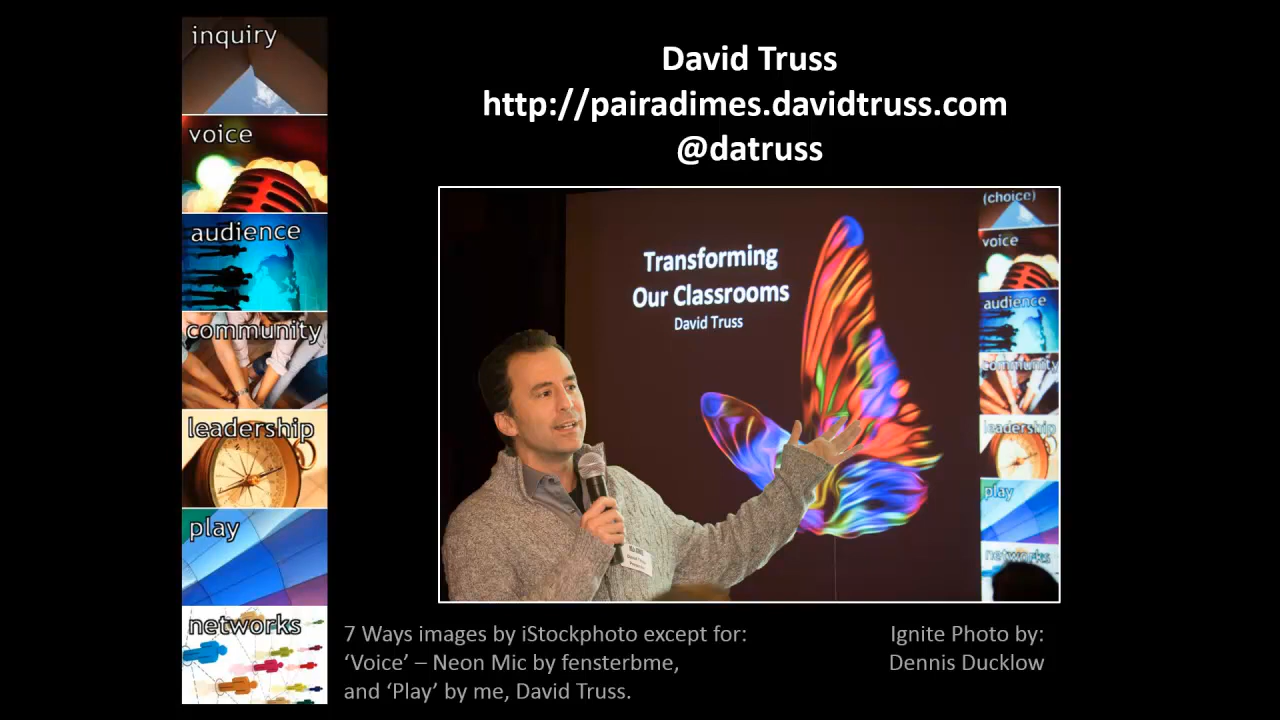 inquiry
voice
audience
community
leadership
play
networks
David Truss
http://pairadimes.davidtruss.com
@datruss
Transforming
Our Classrooms
David Truss
(choice)
voice
audience
community
leadership
play
networks
7 Ways images by iStockphoto except for:
‘Voice’ – Neon Mic by fensterbme,
and ‘Play’ by me, David Truss.
Ignite Photo by:
Dennis Ducklow